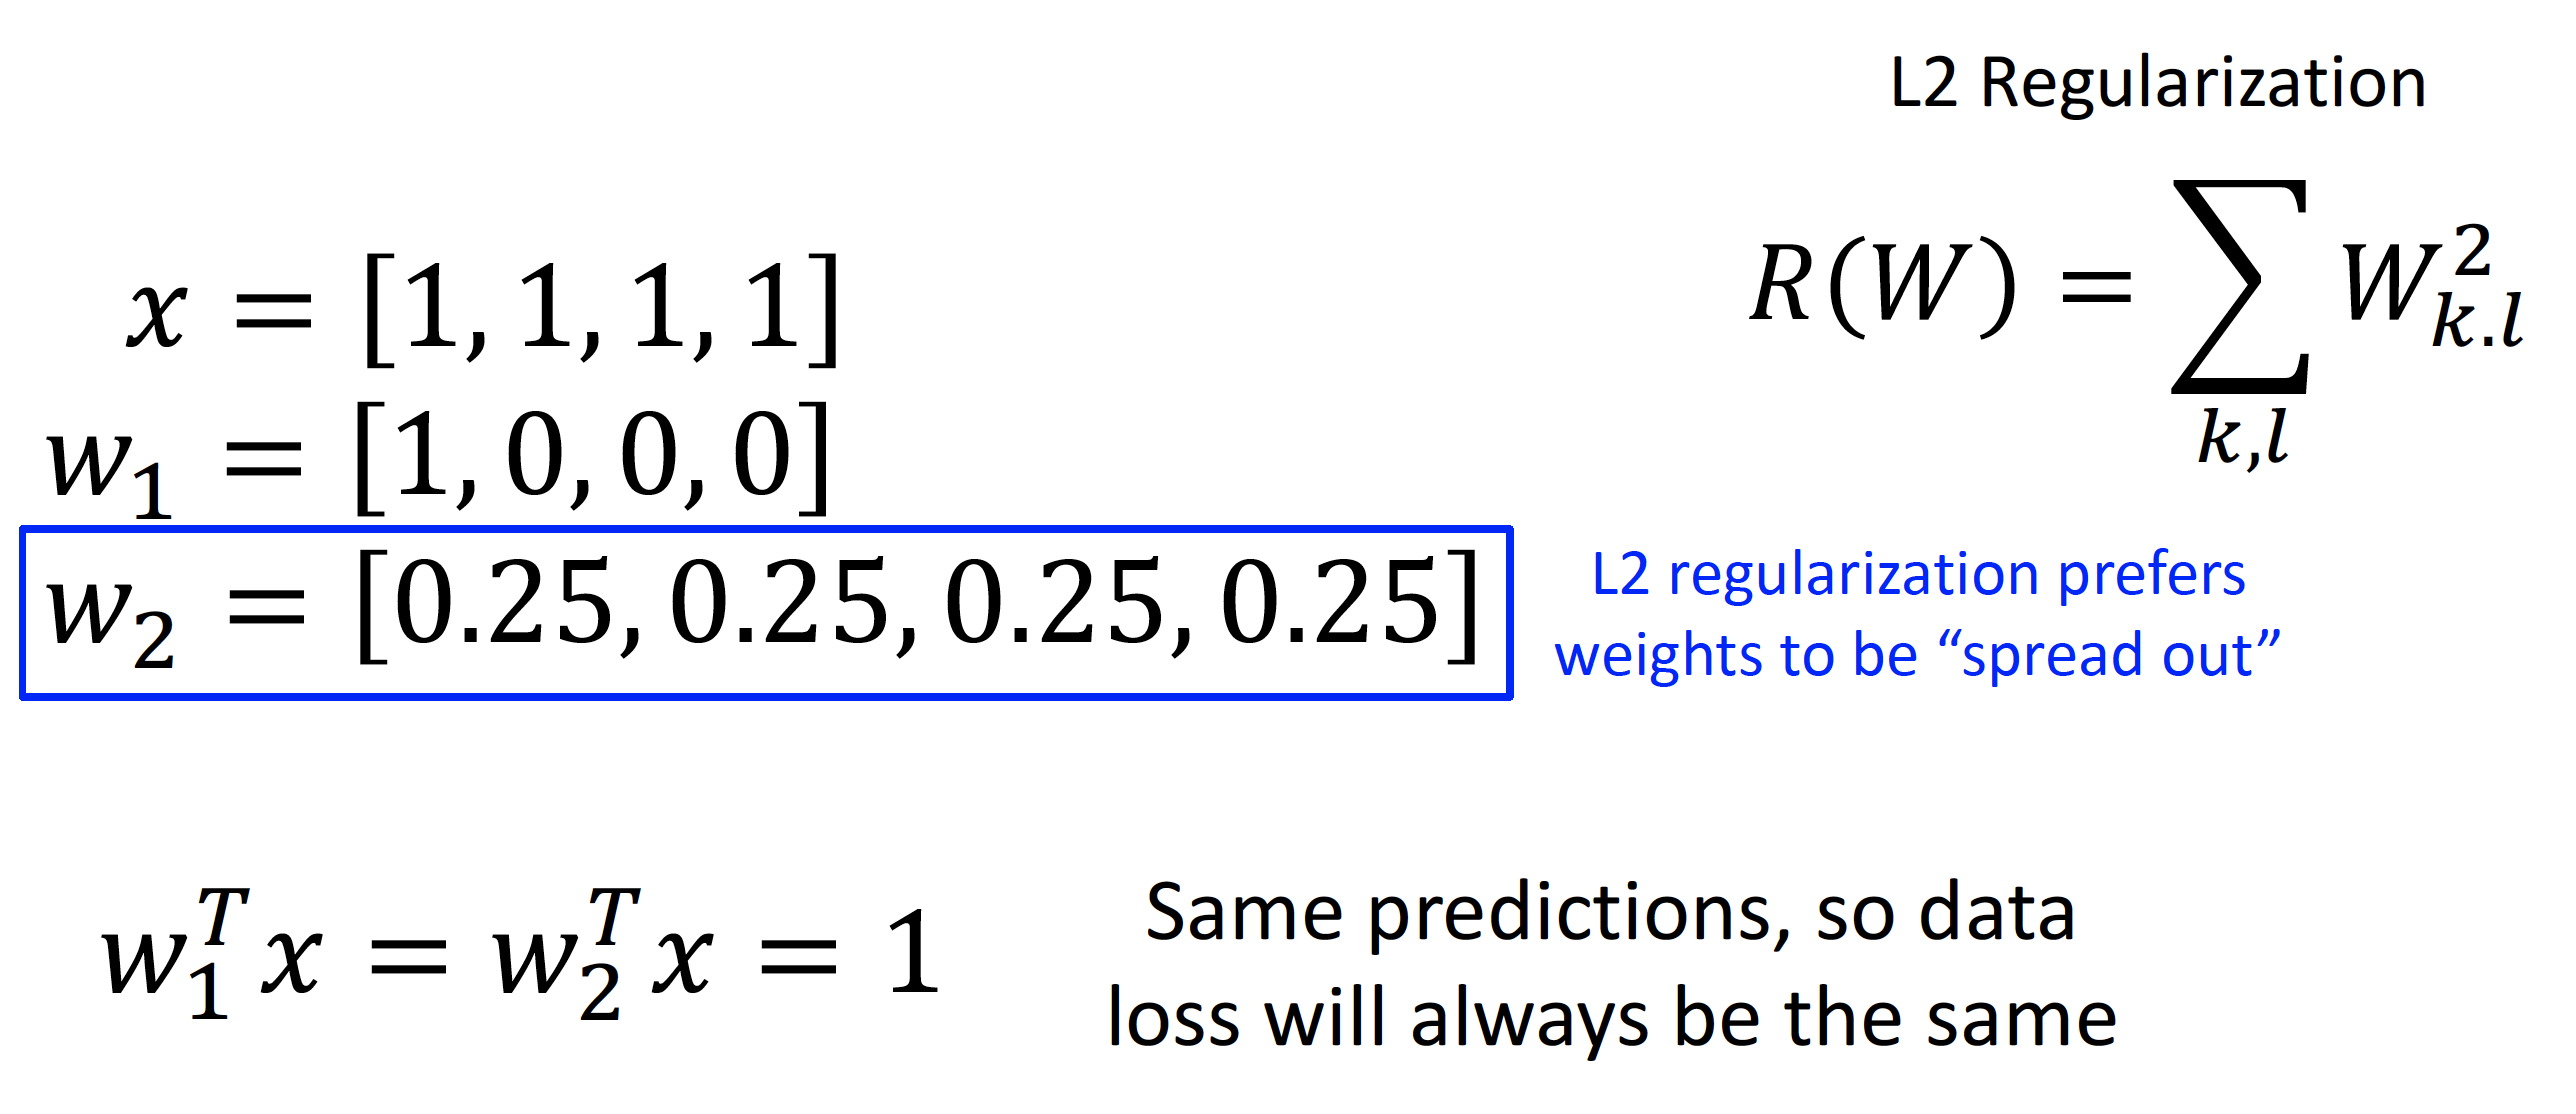 L2 Regularization
x = [1, 1, 1, 1]
R(W) = ∑_{k,l} W_{k.l}^2
w_1 = [1, 0, 0, 0]
w_2 = [0.25, 0.25, 0.25, 0.25]
L2 regularization prefers
weights to be “spread out”
w_1^T x = w_2^T x = 1
Same predictions, so data
loss will always be the same